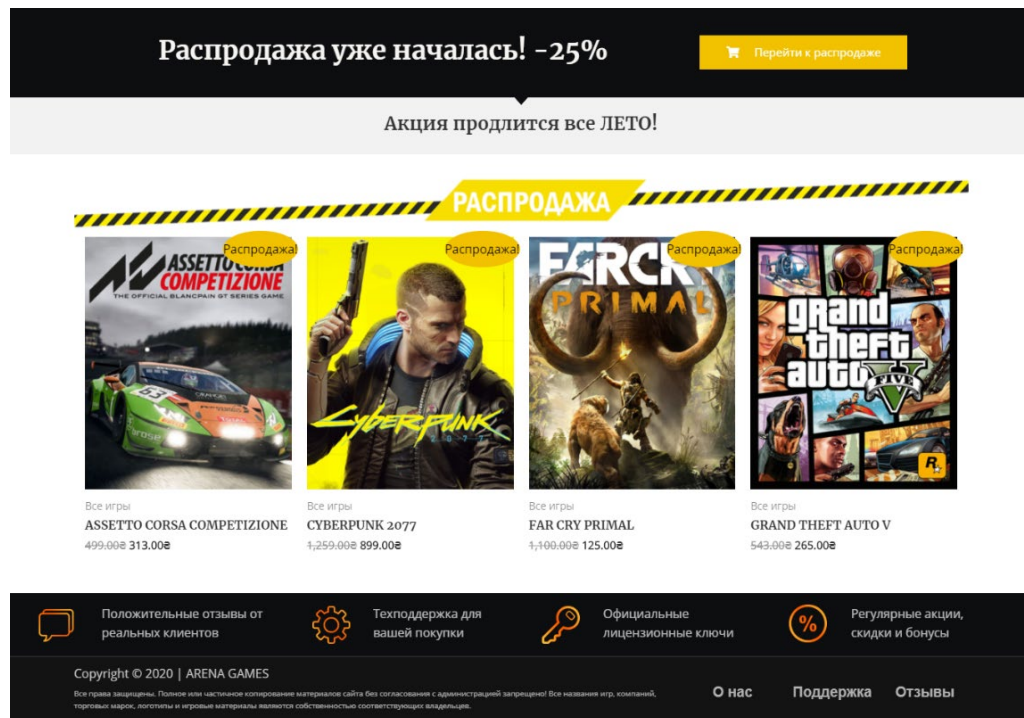 Распродажа уже началась! -25%
Перейти к распродаже
Акция продлится все ЛЕТО!
РАСПРОДАЖА
Распродажа!
ASSETTO CORSA
COMPETIZIONE
THE OFFICIAL BLANCPAIN GT SERIES GAME
63
Все игры
ASSETTO CORSA COMPETIZIONE
499.00₴ 313.00₴
Распродажа!
CYBERPUNK
2077
Все игры
CYBERPUNK 2077
1,259.00₴ 899.00₴
Распродажа!
FARCRY
PRIMAL
Все игры
FAR CRY PRIMAL
1,100.00₴ 125.00₴
Распродажа!
grand
theft
auto
FIVE
R
Все игры
GRAND THEFT AUTO V
543.00₴ 265.00₴
Положительные отзывы от
реальных клиентов
Техподдержка для
вашей покупки
Официальные
лицензионные ключи
%
Регулярные акции,
скидки и бонусы
Copyright © 2020 | ARENA GAMES
Все права защищены. Полное или частичное копирование материалов сайта без согласования с администрацией запрещено! Все названия игр, компаний,
торговых марок, логотипы и игровые материалы являются собственностью соответствующих владельцев.
О нас
Поддержка
Отзывы